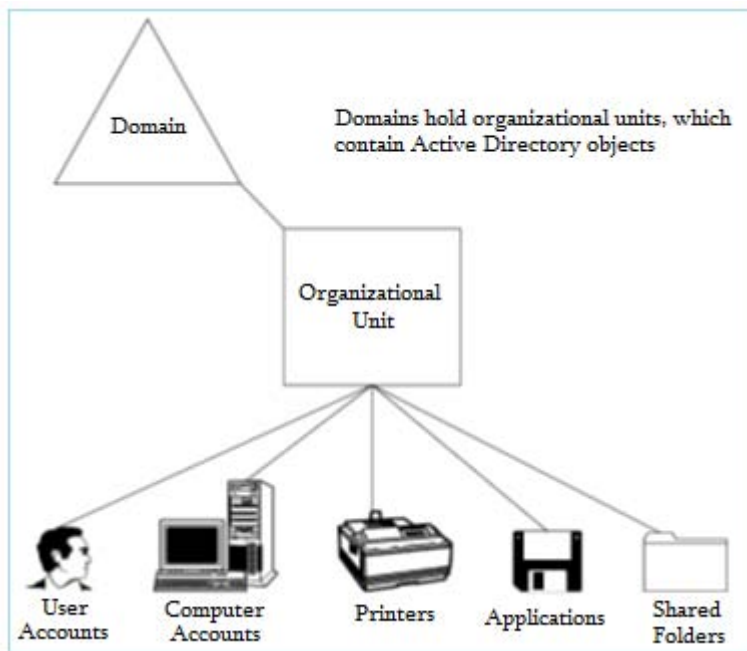 Domain
Domains hold organizational units, which
contain Active Directory objects
Organizational
Unit
User
Accounts
Computer
Accounts
Printers
Applications
Shared
Folders